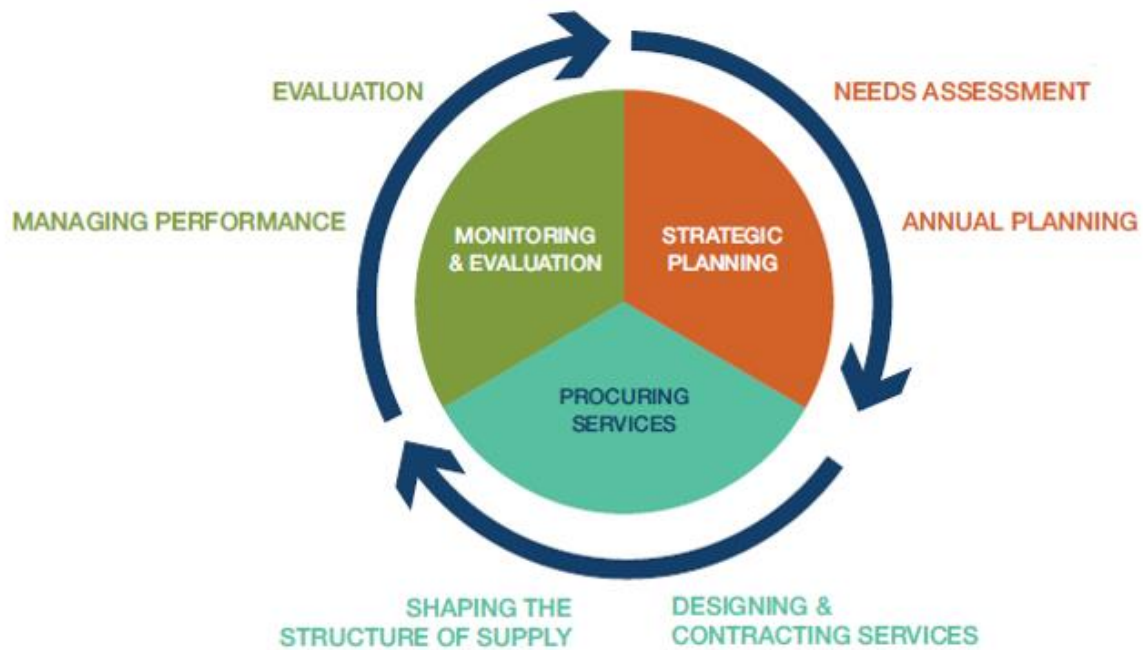 EVALUATION
NEEDS ASSESSMENT
MANAGING PERFORMANCE
ANNUAL PLANNING
MONITORING
& EVALUATION
STRATEGIC
PLANNING
PROCURING
SERVICES
SHAPING THE
STRUCTURE OF SUPPLY
DESIGNING &
CONTRACTING SERVICES